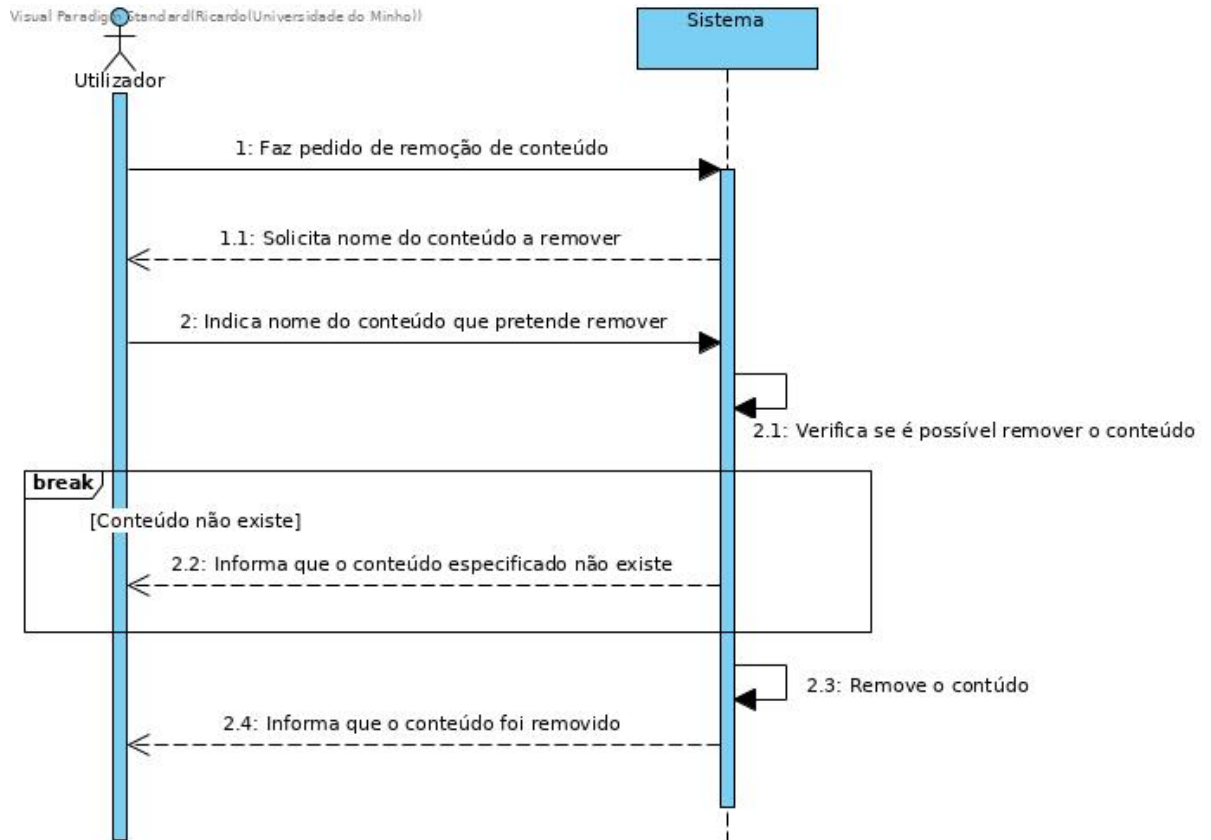 Visual Paradigm Standard(Ricardo(Universidade do Minho))
Sistema
Utilizador
1: Faz pedido de remoção de conteúdo
1.1: Solicita nome do conteúdo a remover
2: Indica nome do conteúdo que pretende remover
2.1: Verifica se é possível remover o conteúdo
break
[Conteúdo não existe]
2.2: Informa que o conteúdo especificado não existe
2.3: Remove o contúdo
2.4: Informa que o conteúdo foi removido